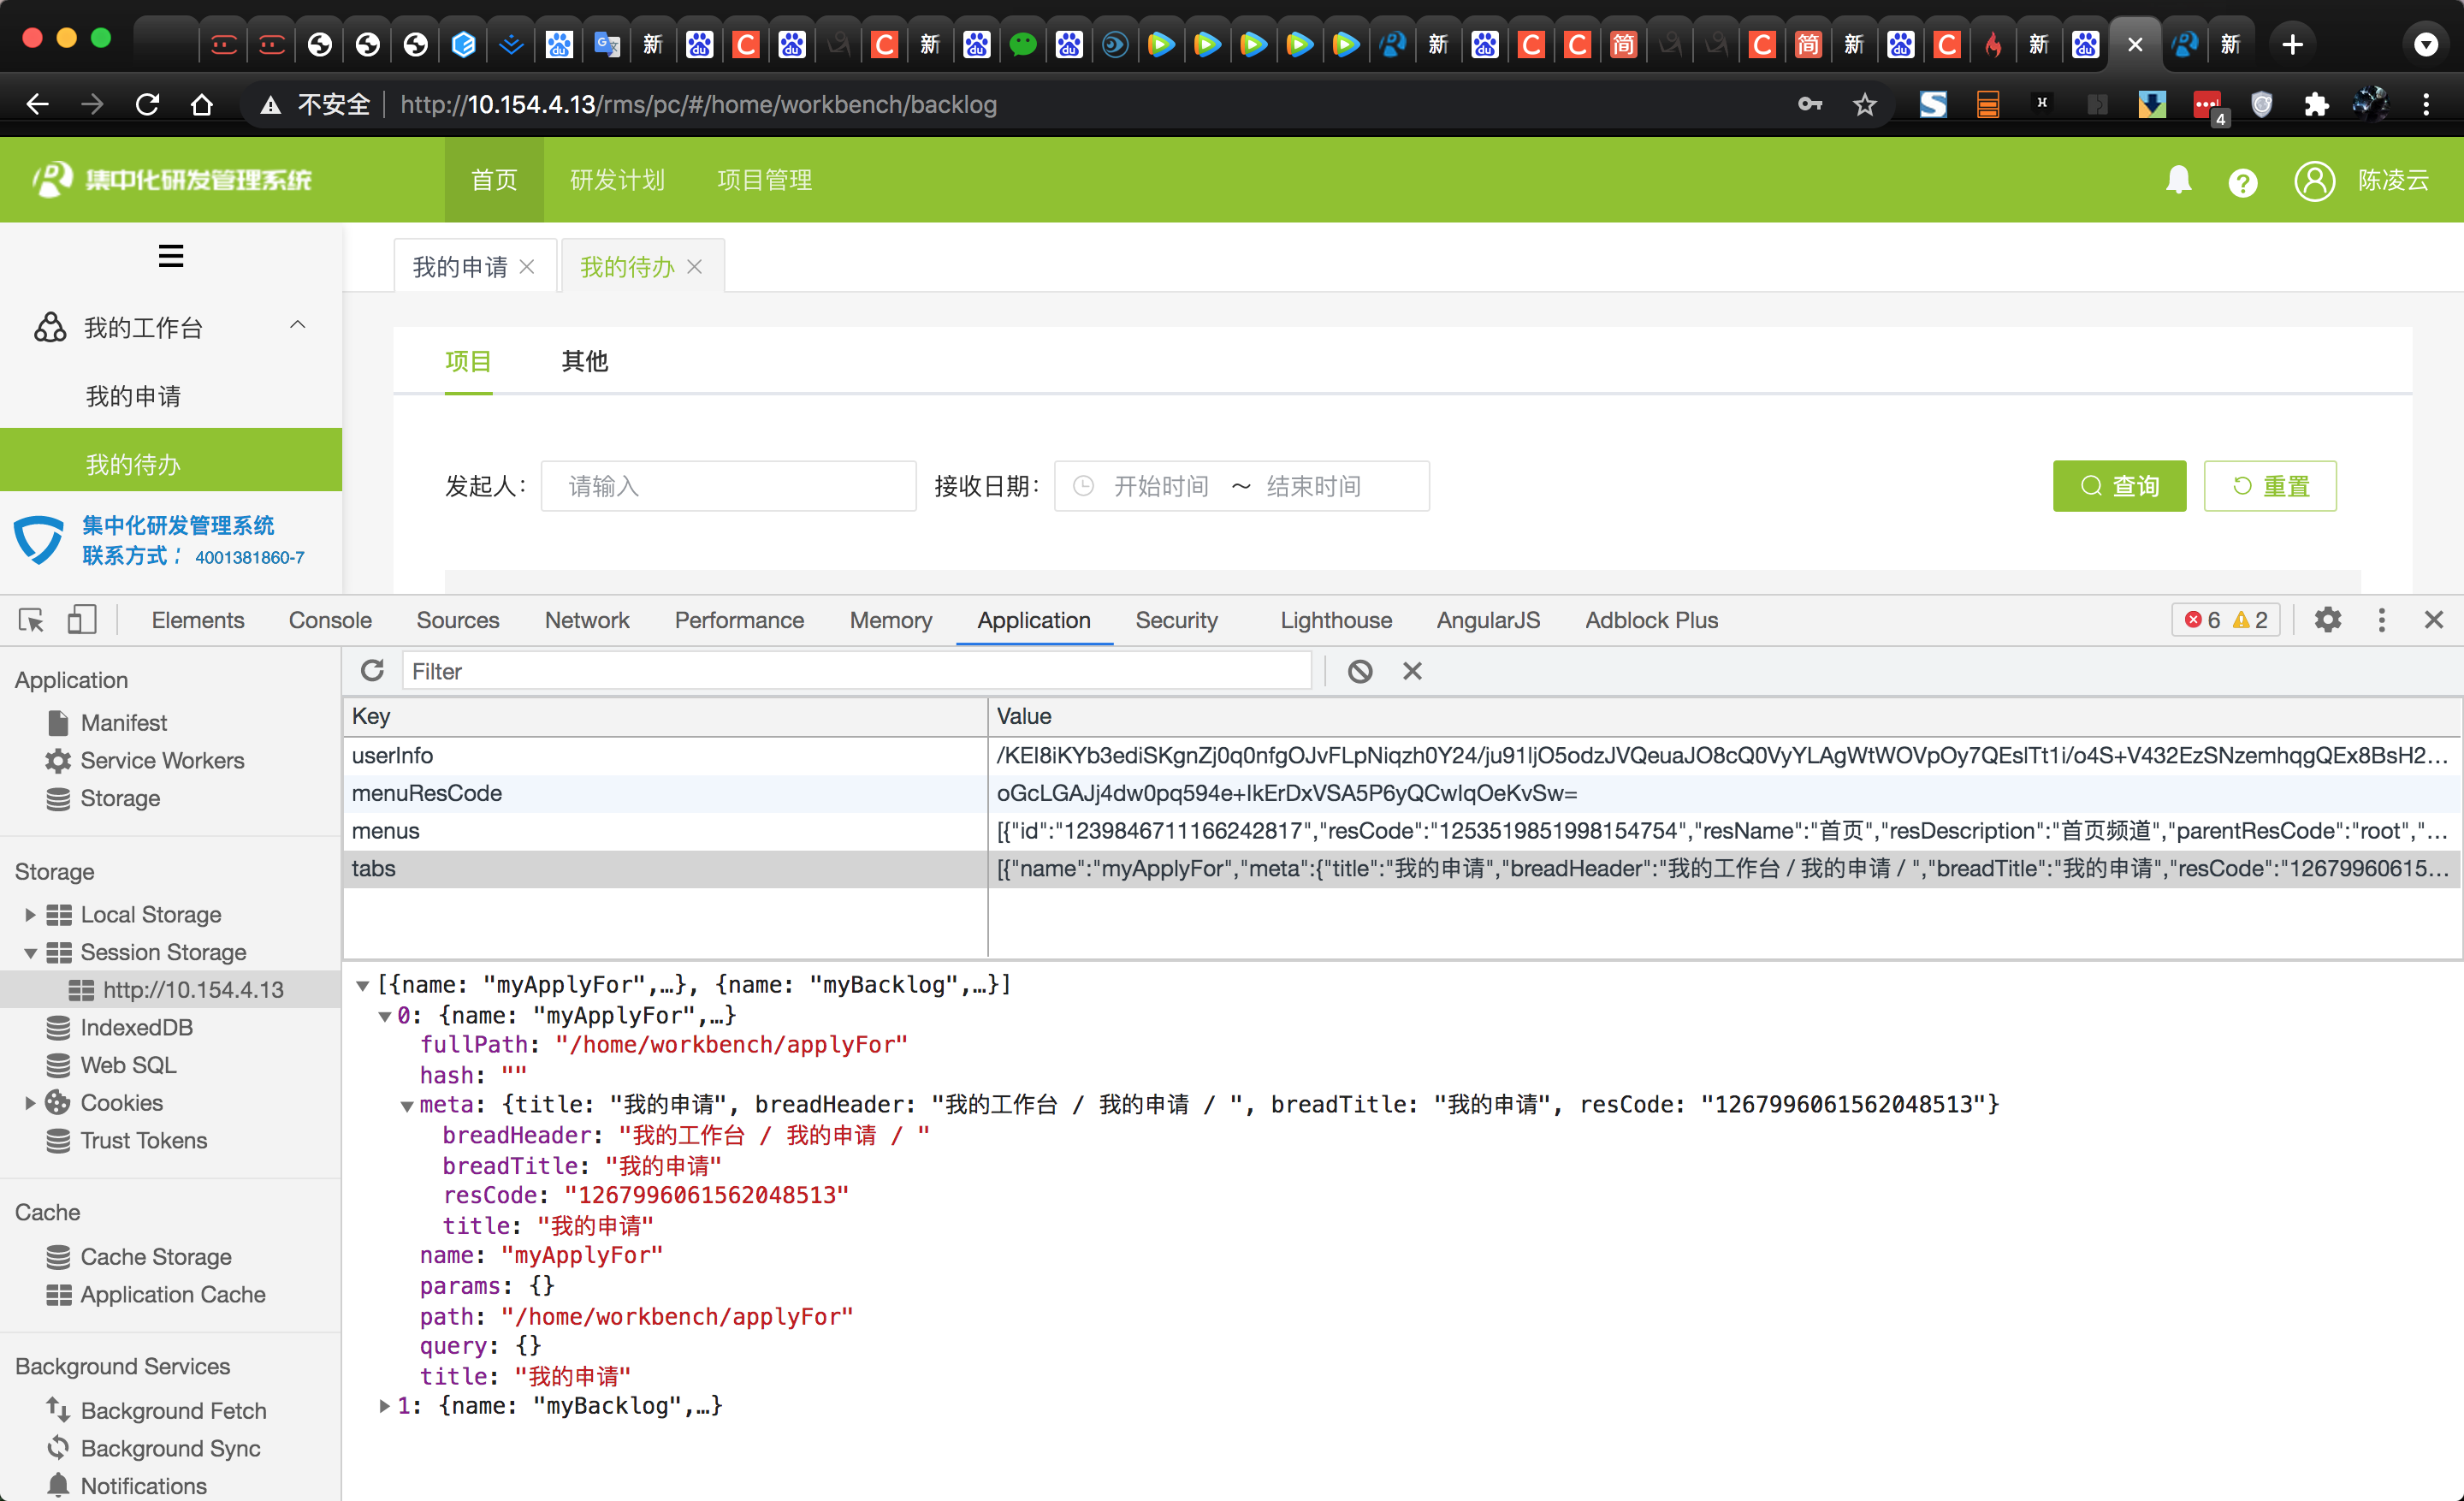 新 新 新 简 简 新 新 新
不安全 http://10.154.4.13/rms/pc/#/home/workbench/backlog 4
集中化研发管理系统 首页 研发计划 项目管理 陈凌云
我的申请 我的待办
我的工作台
我的申请
我的待办
集中化研发管理系统
联系方式: 4001381860-7
项目 其他
发起人: 请输入 接收日期: 开始时间 ~ 结束时间 查询 重置
Elements Console Sources Network Performance Memory Application Security Lighthouse AngularJS Adblock Plus 6 2
Application
Manifest
Service Workers
Storage
Storage
Local Storage
Session Storage
http://10.154.4.13
IndexedDB
Web SQL
Cookies
Trust Tokens
Cache
Cache Storage
Application Cache
Background Services
Background Fetch
Background Sync
Notifications
Filter
Key Value
userInfo /KEI8iKYb3ediSKgnZj0q0nfgOJvFLpNiqzh0Y24/ju91ljO5odzJVQeuaJO8cQ0VyYLAgWtWOVpOy7QEslTt1i/o4S+V432EzSNzemhqgQEx8BsH2...
menuResCode oGcLGAJj4dw0pq594e+IkErDxVSA5P6yQCwIqOeKvSw=
menus [{"id":"1239846711166242817","resCode":"1253519851998154754","resName":"首页","resDescription":"首页频道","parentResCode":"root","...
tabs [{"name":"myApplyFor","meta":{"title":"我的申请","breadHeader":"我的工作台 / 我的申请 / ","breadTitle":"我的申请","resCode":"12679960615...
[{name: "myApplyFor",…}, {name: "myBacklog",…}]
0: {name: "myApplyFor",…}
fullPath: "/home/workbench/applyFor"
hash: ""
meta: {title: "我的申请", breadHeader: "我的工作台 / 我的申请 / ", breadTitle: "我的申请", resCode: "1267996061562048513"}
breadHeader: "我的工作台 / 我的申请 / "
breadTitle: "我的申请"
resCode: "1267996061562048513"
title: "我的申请"
name: "myApplyFor"
params: {}
path: "/home/workbench/applyFor"
query: {}
title: "我的申请"
1: {name: "myBacklog",…}